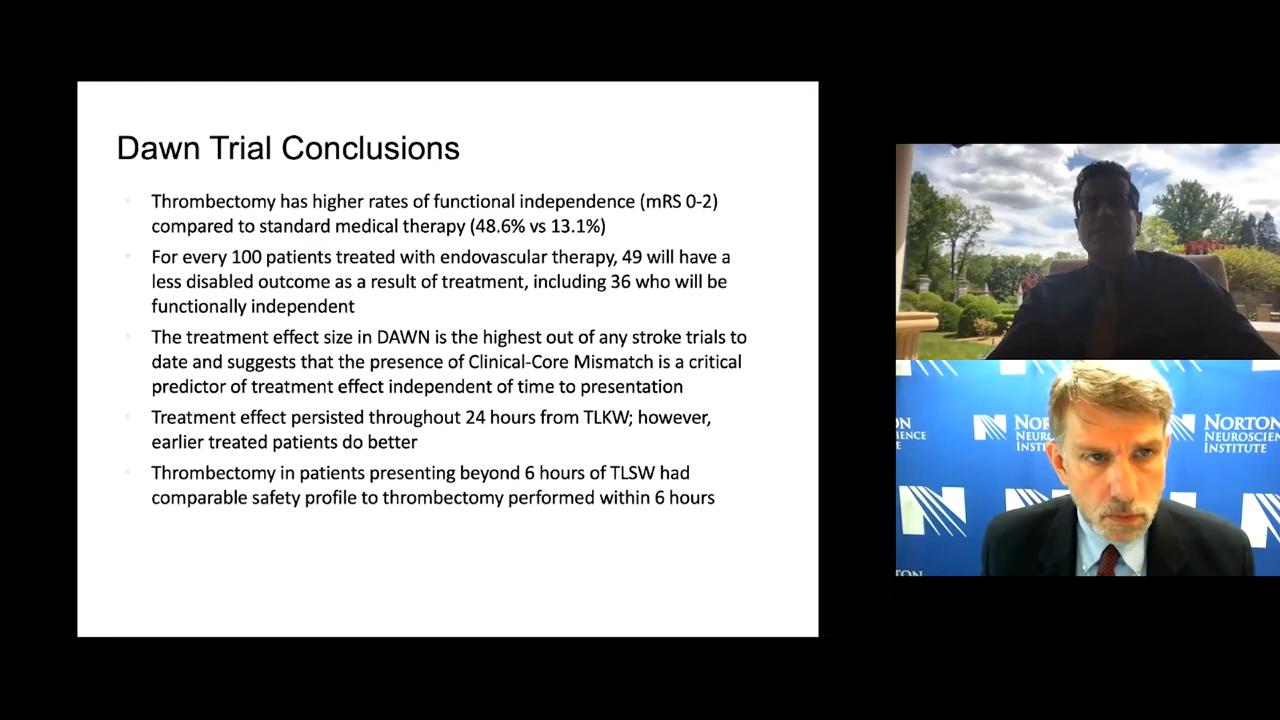 Dawn Trial Conclusions
Thrombectomy has higher rates of functional independence (mRS 0-2)
compared to standard medical therapy (48.6% vs 13.1%)
For every 100 patients treated with endovascular therapy, 49 will have a
less disabled outcome as a result of treatment, including 36 who will be
functionally independent
The treatment effect size in DAWN is the highest out of any stroke trials to
date and suggests that the presence of Clinical-Core Mismatch is a critical
predictor of treatment effect independent of time to presentation
Treatment effect persisted throughout 24 hours from TLKW; however,
earlier treated patients do better
Thrombectomy in patients presenting beyond 6 hours of TLSW had
comparable safety profile to thrombectomy performed within 6 hours
NORTON
NEUROSCIEN
INSTITUTE